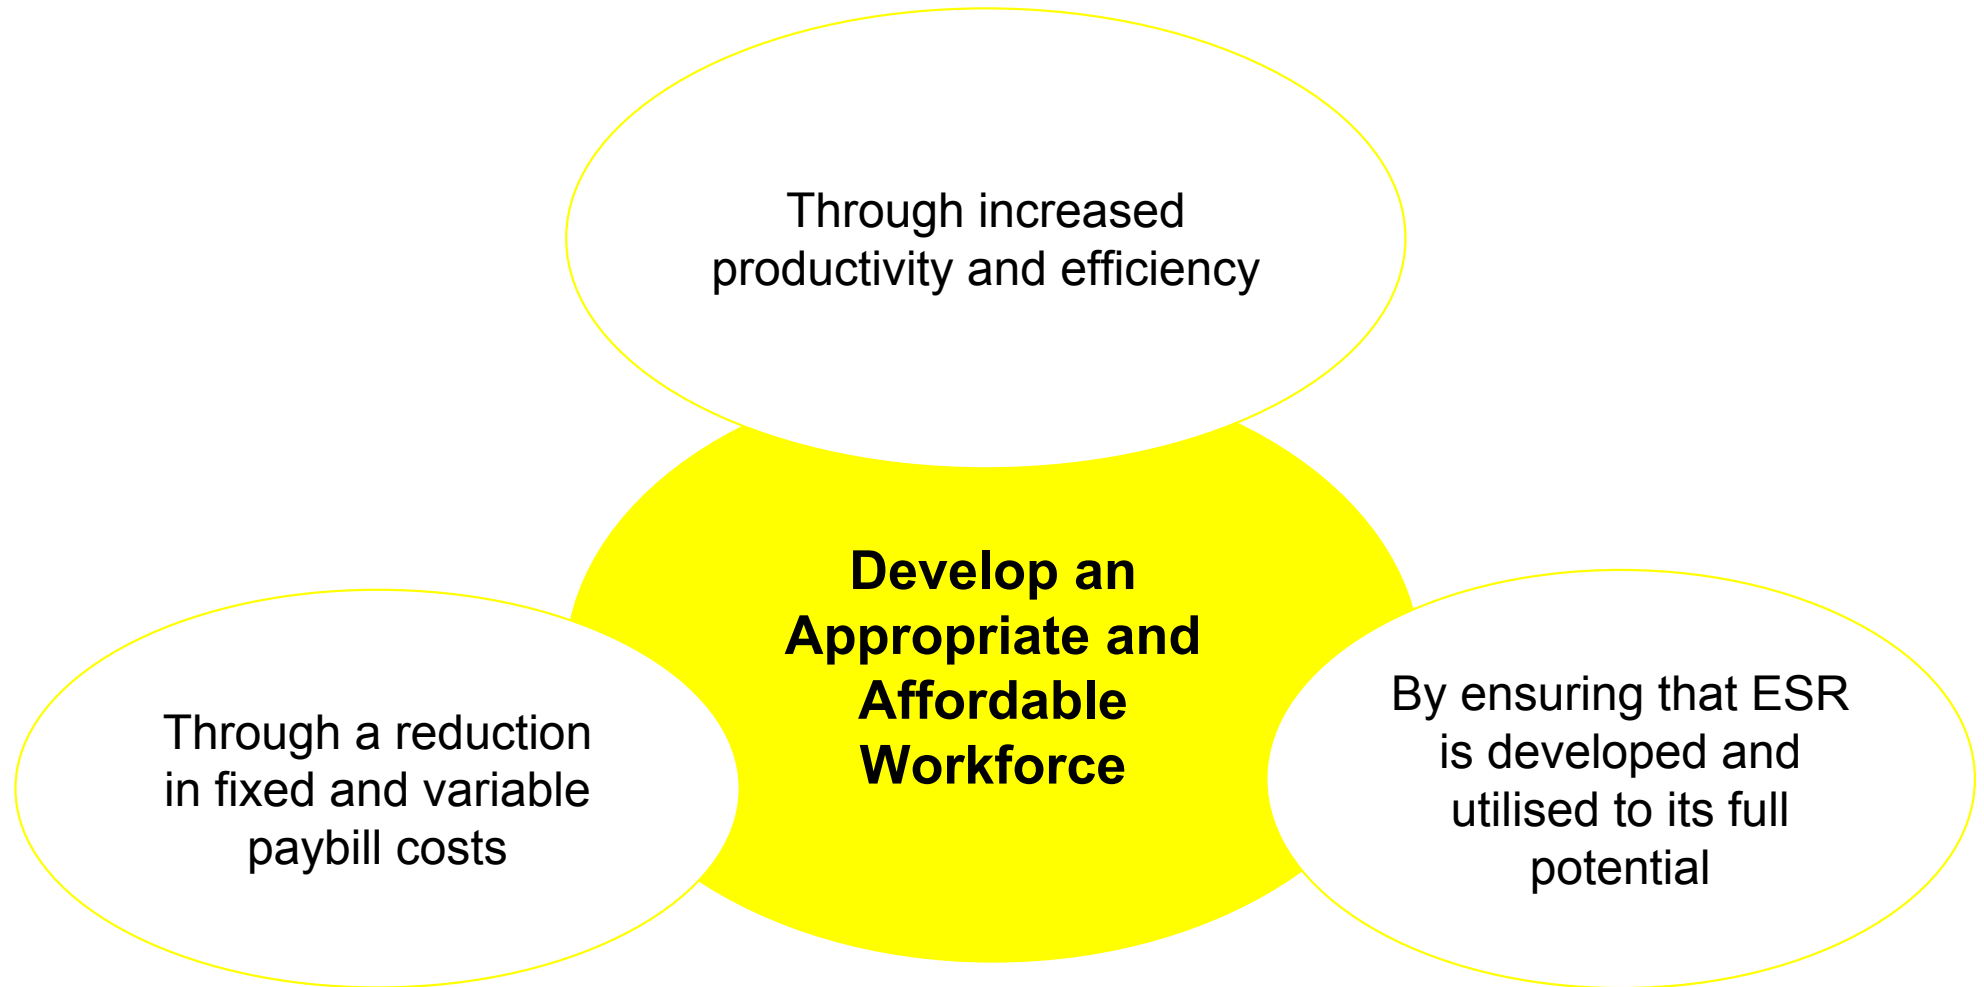 Through increased
productivity and efficiency
Develop an
Appropriate and
Affordable
Workforce
Through a reduction
in fixed and variable
paybill costs
By ensuring that ESR
is developed and
utilised to its full
potential